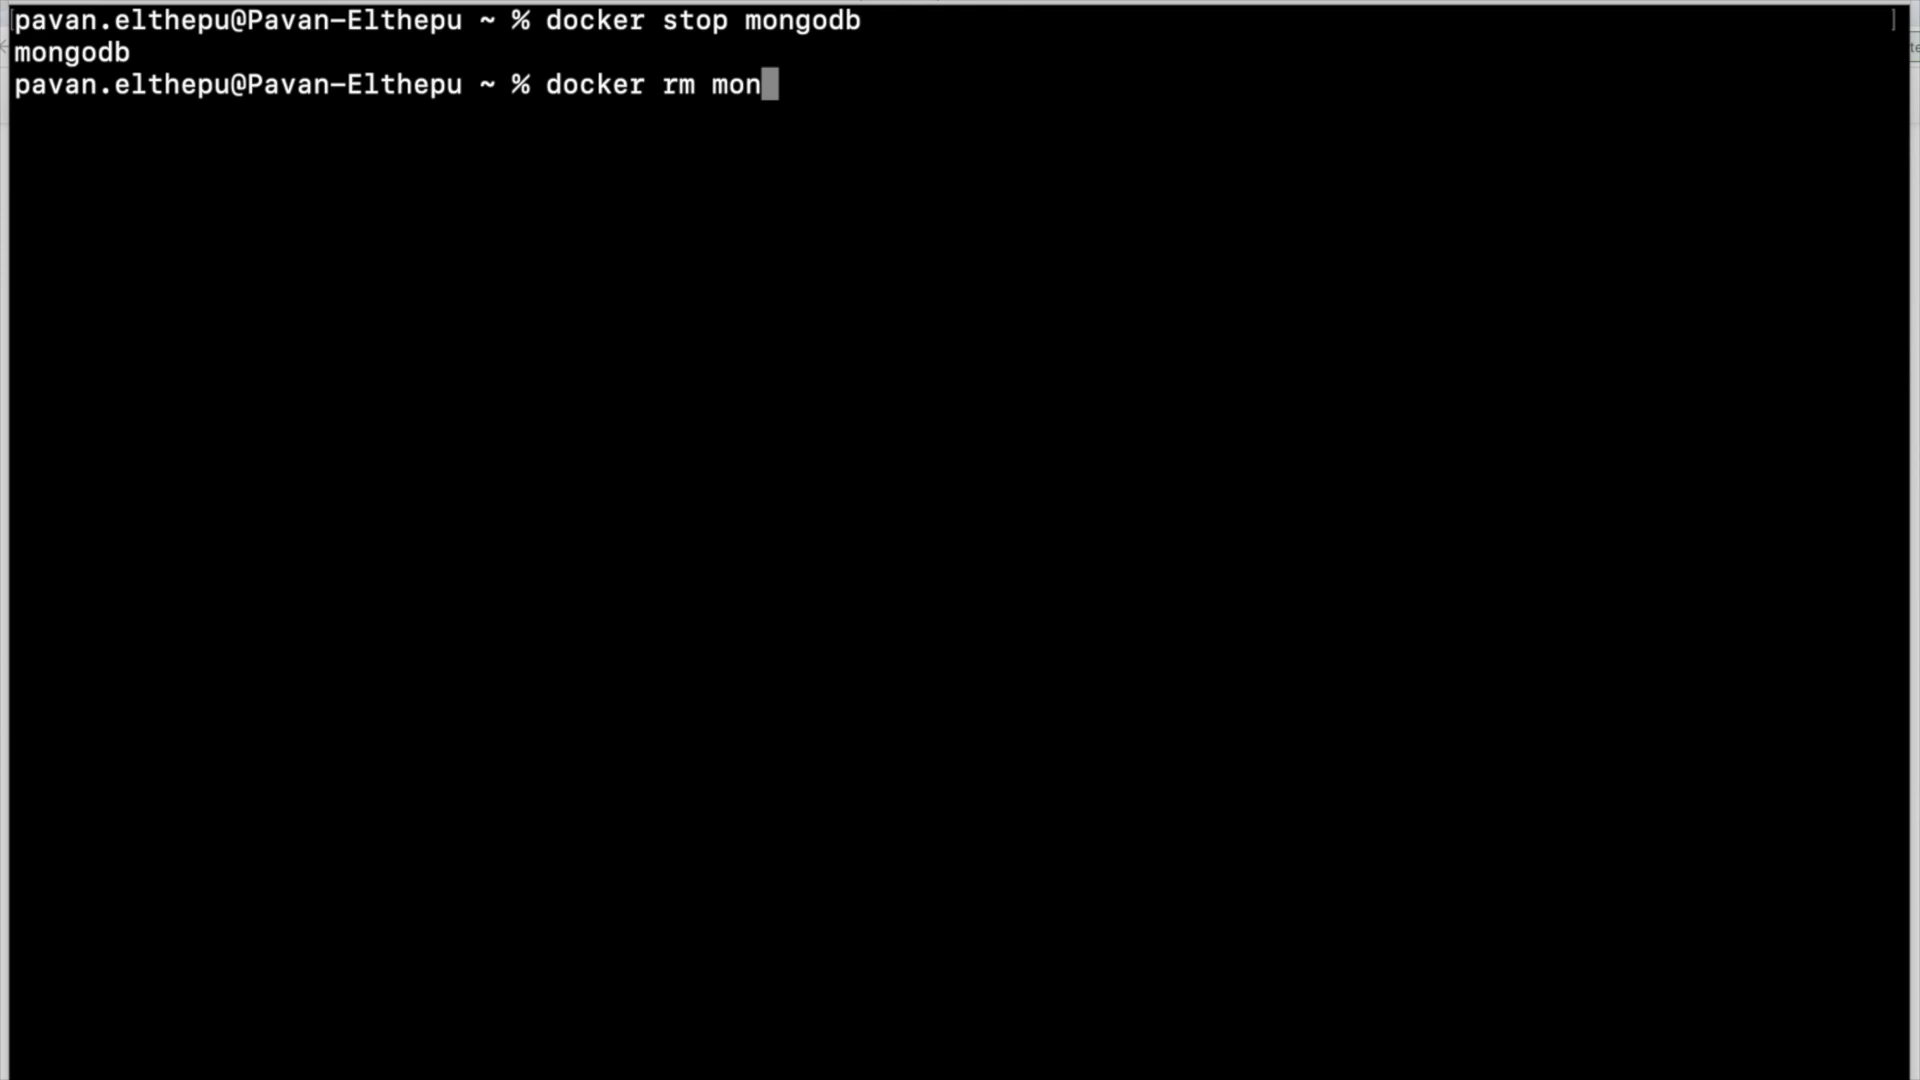 pavan.elthepu@Pavan-Elthepu ~ % docker stop mongodb
mongodb
pavan.elthepu@Pavan-Elthepu ~ % docker rm mon